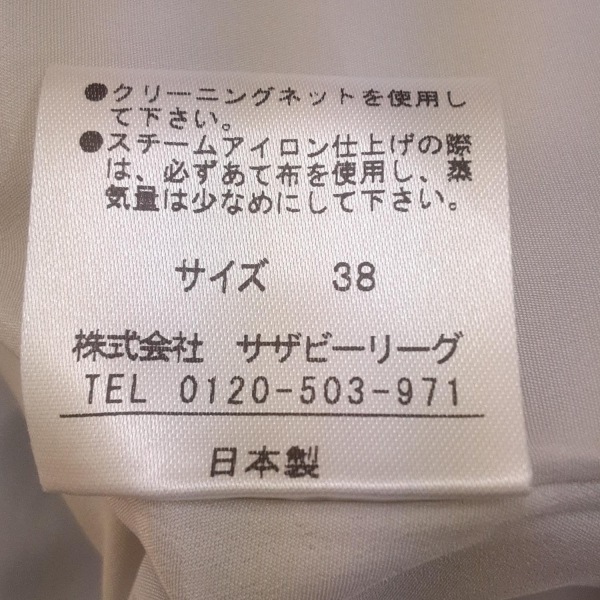 ●クリーニングネットを使用し
て下さい。
●スチームアイロン仕上げの際
は、必ずあて布を使用し、蒸
気量は少なめにして下さい。
サイズ 38
株式会社 サザビーリーグ
TEL 0120-503-971
日本製